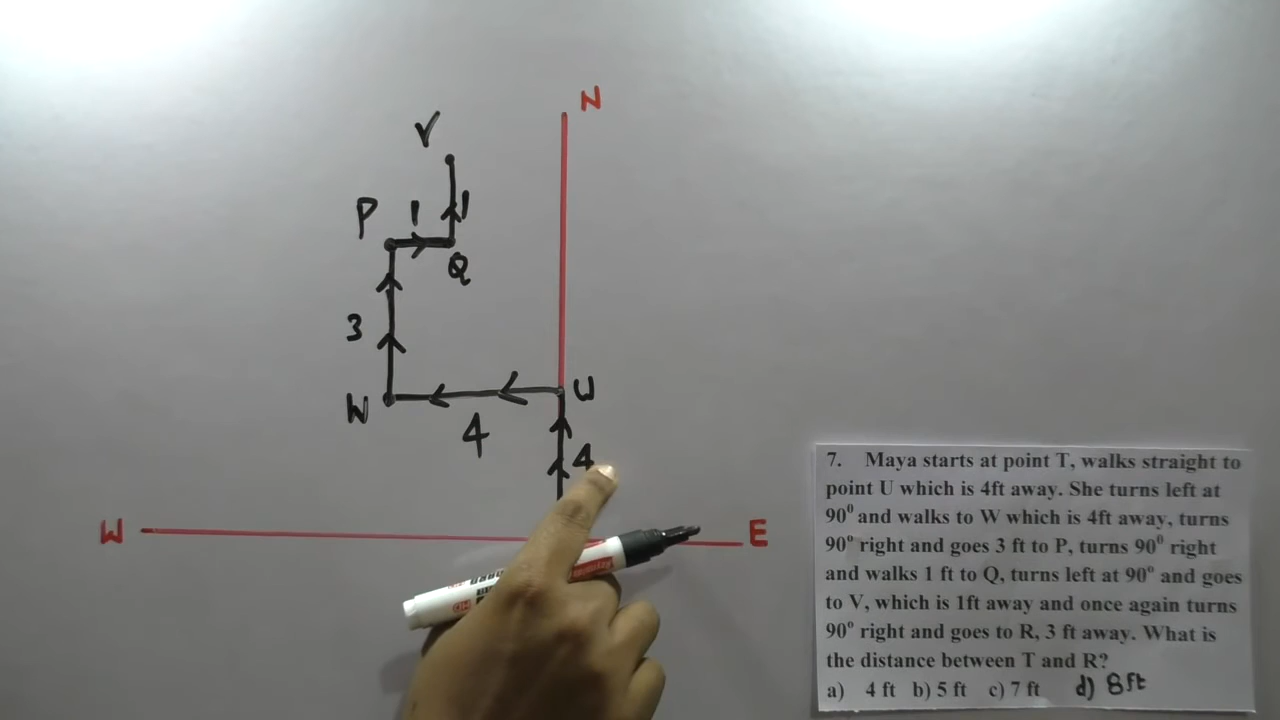 N
V
P 1 1
Q
3
W U
4
4
W E
7. Maya starts at point T, walks straight to
point U which is 4ft away. She turns left at
90⁰ and walks to W which is 4ft away, turns
90⁰ right and goes 3 ft to P, turns 90⁰ right
and walks 1 ft to Q, turns left at 90⁰ and goes
to V, which is 1ft away and once again turns
90⁰ right and goes to R, 3 ft away. What is
the distance between T and R?
a) 4 ft b) 5 ft c) 7 ft d) 8ft